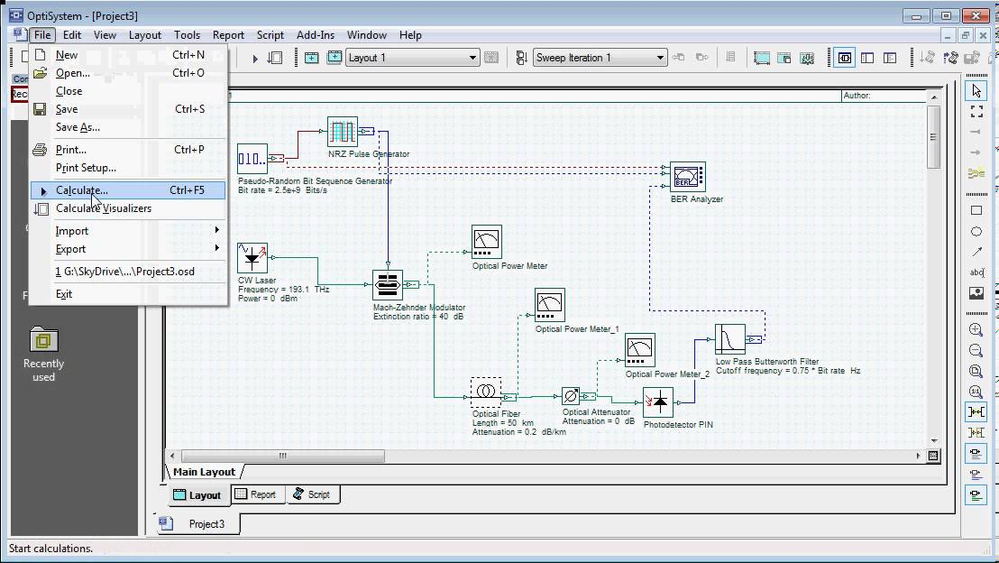 OptiSystem - [Project3]
File Edit View Layout Tools Report Script Add-Ins Window Help
New Ctrl+N
Open... Ctrl+O
Close
Save Ctrl+S
Save As...
Print... Ctrl+P
Print Setup...
Calculate... Ctrl+F5
Calculate Visualizers
Import
Export
1 G:\SkyDrive\...\Project3.osd
Exit
Layout 1
Sweep Iteration 1
Author:
NRZ Pulse Generator
Pseudo-Random Bit Sequence Generator
Bit rate = 2.5e+9 Bits/s
BER
BER Analyzer
CW Laser
Frequency = 193.1 THz
Power = 0 dBm
Optical Power Meter
Mach-Zehnder Modulator
Extinction ratio = 40 dB
Optical Power Meter_1
Optical Power Meter_2
Low Pass Butterworth Filter
Cutoff frequency = 0.75 * Bit rate Hz
Optical Fiber
Length = 50 km
Attenuation = 0.2 dB/km
Optical Attenuator
Attenuation = 0 dB
Photodetector PIN
Recently
used
Main Layout
Layout Report Script
Project3
Start calculations.